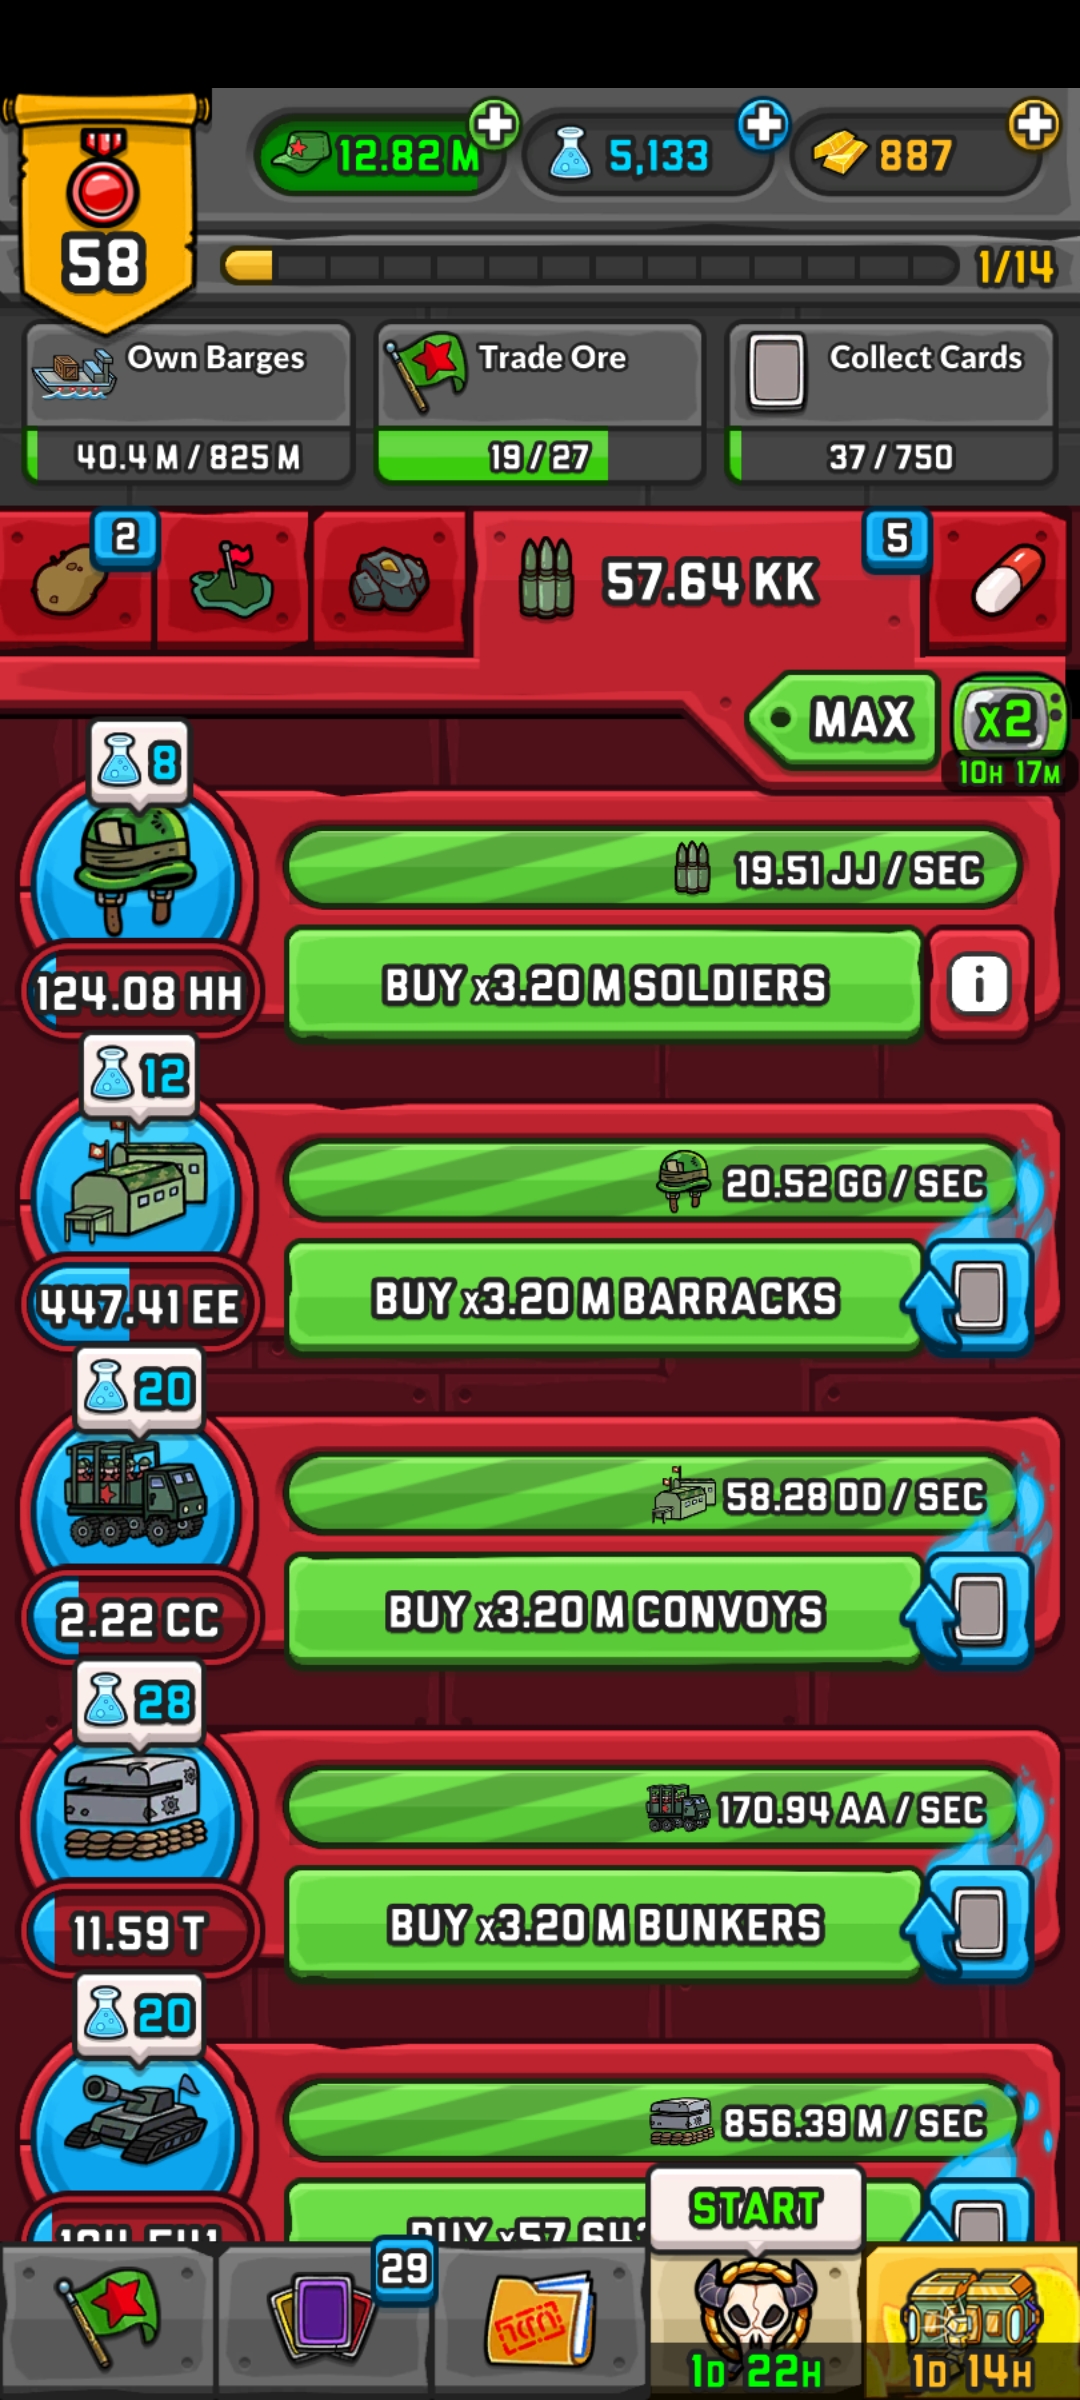 58
12.82 M
5,133
887
1/14
Own Barges
40.4 M / 825 M
Trade Ore
19 / 27
Collect Cards
37 / 750
2
57.64 KK
5
MAX
x2
10H 17M
8
19.51 JJ / SEC
124.08 HH
BUY x3.20 M SOLDIERS
i
12
20.52 GG / SEC
447.41 EE
BUY x3.20 M BARRACKS
20
58.28 DD / SEC
2.22 CC
BUY x3.20 M CONVOYS
28
170.94 AA / SEC
11.59 T
BUY x3.20 M BUNKERS
20
856.39 M / SEC
START
29
1D 22H
1D 14H